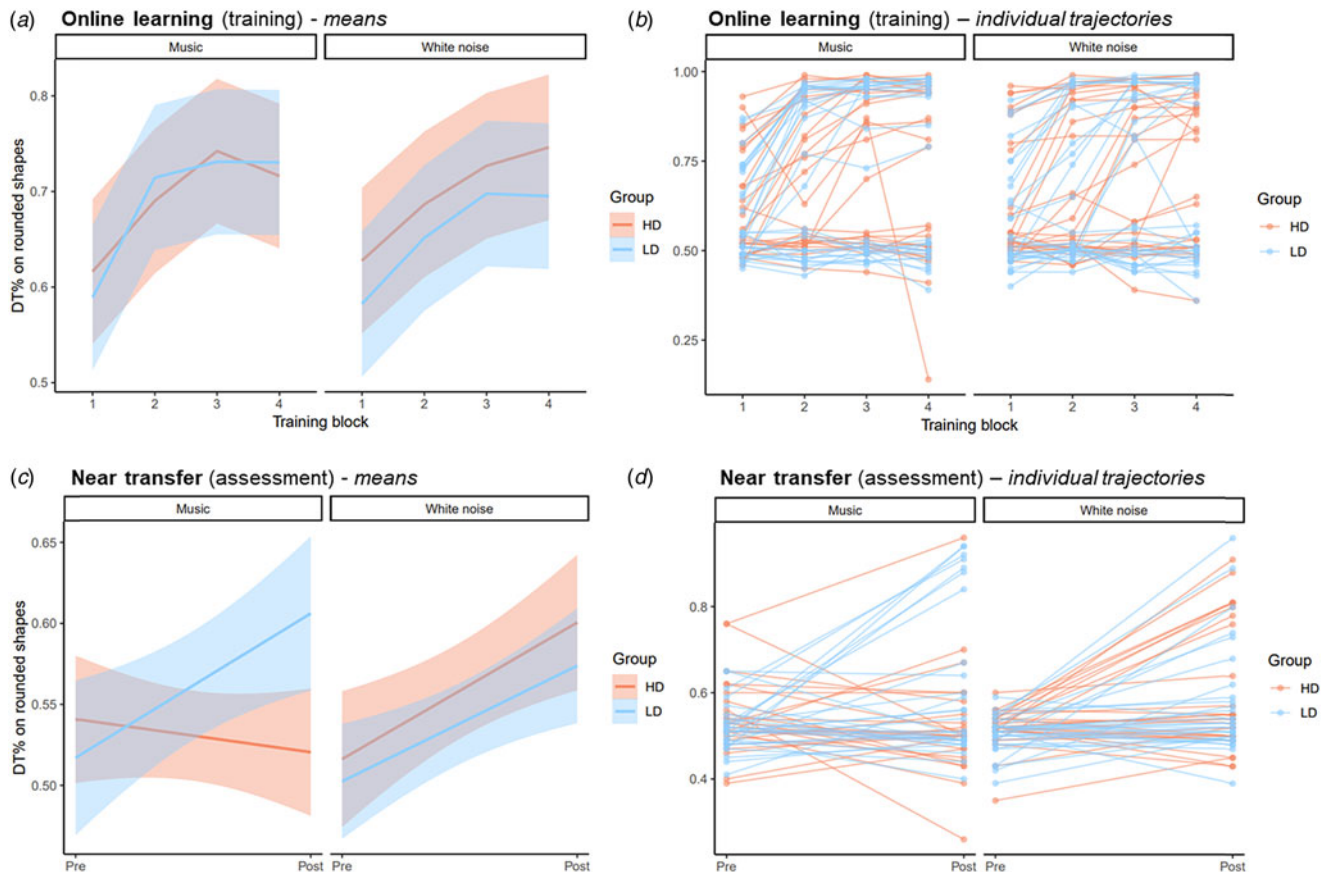 (a) Online learning (training) - means
Music White noise
DT% on rounded shapes
0.8
0.7
0.6
0.5
1 2 3 4 1 2 3 4
Training block
Group
HD
LD
(b) Online learning (training) – individual trajectories
Music White noise
1.00
0.75
0.50
0.25
1 2 3 4 1 2 3 4
Training block
Group
HD
LD
(c) Near transfer (assessment) - means
Music White noise
DT% on rounded shapes
0.65
0.60
0.55
0.50
Pre Post Pre Post
Group
HD
LD
(d) Near transfer (assessment) – individual trajectories
Music White noise
0.8
0.6
0.4
Pre Post Pre Post
Group
HD
LD